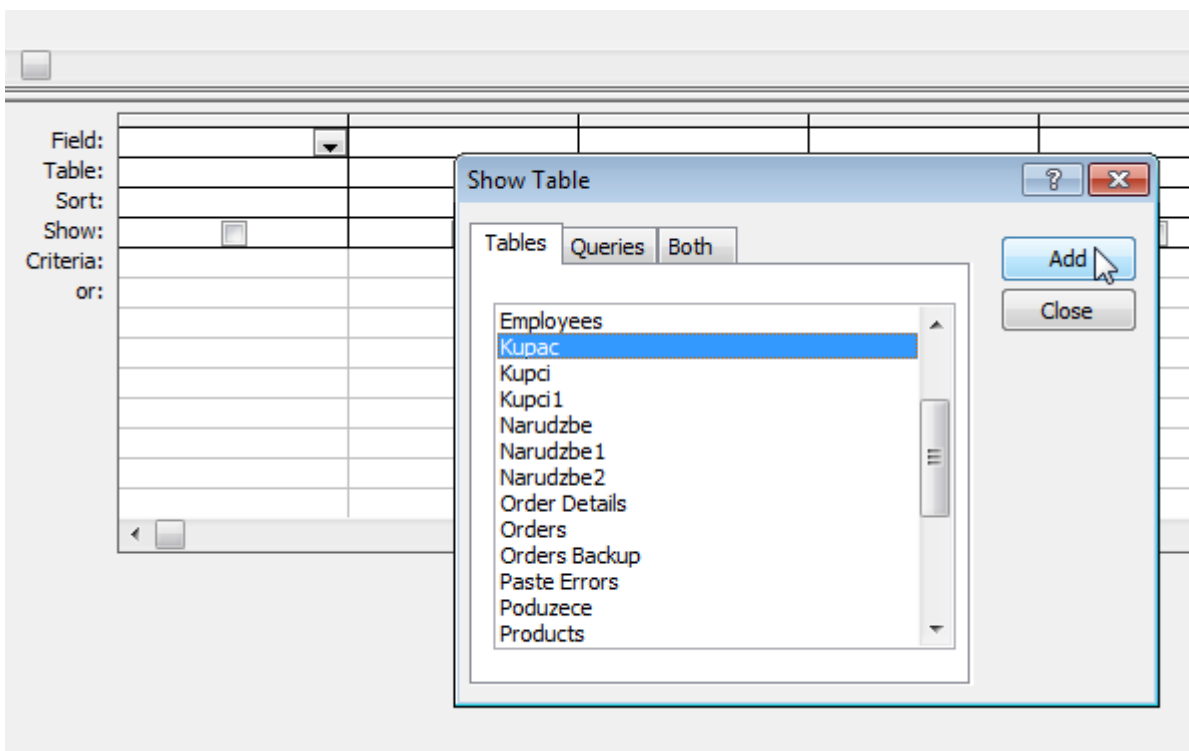 Field:
Table:
Sort:
Show:
Criteria:
or:
Show Table
Tables Queries Both
Add
Close
Employees
Kupac
Kupci
Kupci1
Narudzbe
Narudzbe1
Narudzbe2
Order Details
Orders
Orders Backup
Paste Errors
Poduzece
Products